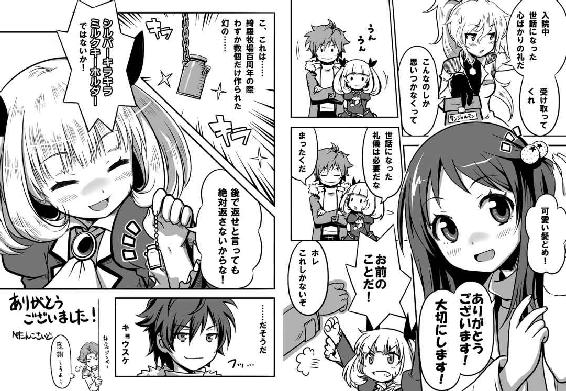 入院中
世話になった
心ばかりの礼だ
受け取って
くれ
こんなのしか
思いつかなくって
うん
うん
可愛い髪どめ！
ありがとう
ございます！
大切にします！
世話になった
礼儀は必要だな
まったくだ
お前の
ことだ！
ホレ
これしかないぞ
こ、これは……
綺羅牧場百周年の際
わずか数個だけ作られた
幻の……
キラ
キラ
シルバーキラキラ
ミルクキーホルダー
ではないか！
後で返せと言っても
絶対返さないからな！
……だそうだ
キョウスケ
フッ…
ありがとう
ございました！